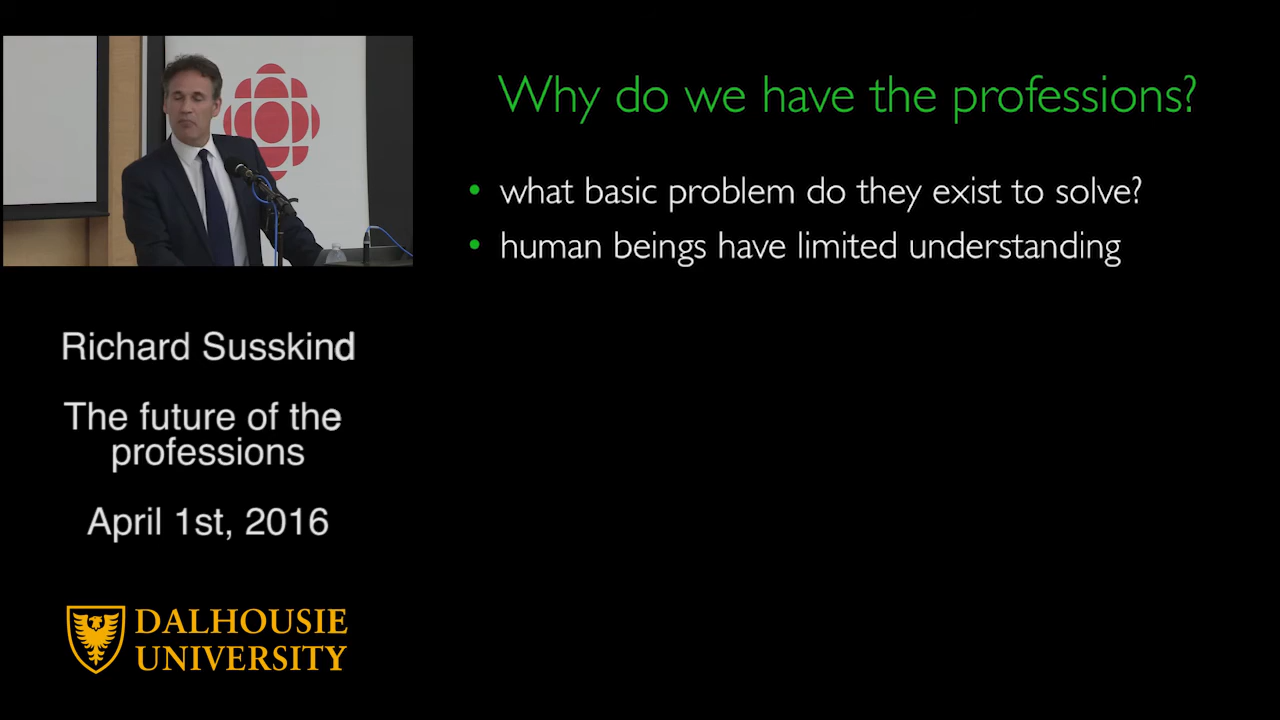 Why do we have the professions?
• what basic problem do they exist to solve?
• human beings have limited understanding
Richard Susskind
The future of the
professions
April 1st, 2016
DALHOUSIE
UNIVERSITY